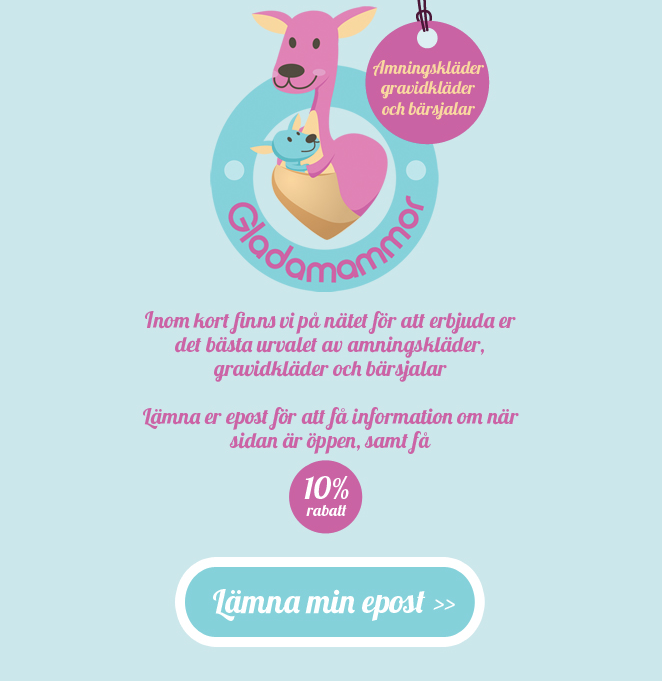 Amningskläder
gravidkläder
och bärsjalar
Gladamammor
Inom kort finns vi på nätet för att erbjuda er
det bästa urvalet av amningskläder,
gravidkläder och bärsjalar
Lämna er epost för att få information om när
sidan är öppen, samt få
10%
rabatt
Lämna min epost >>